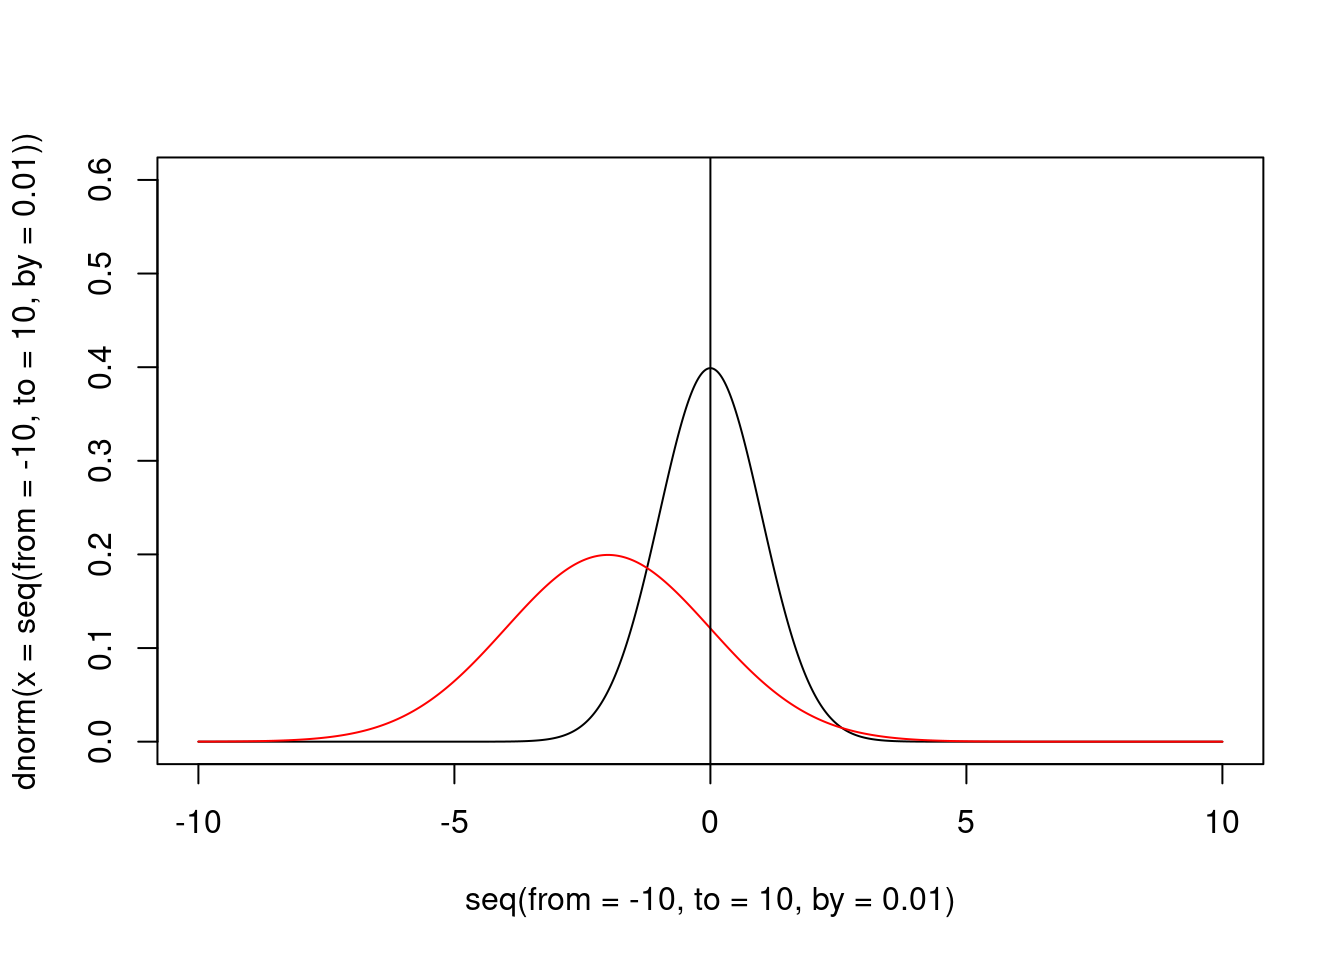 dnorm(x = seq(from = -10, to = 10, by = 0.01))
0.6
0.5
0.4
0.3
0.2
0.1
0.0
-10 -5 0 5 10
seq(from = -10, to = 10, by = 0.01)